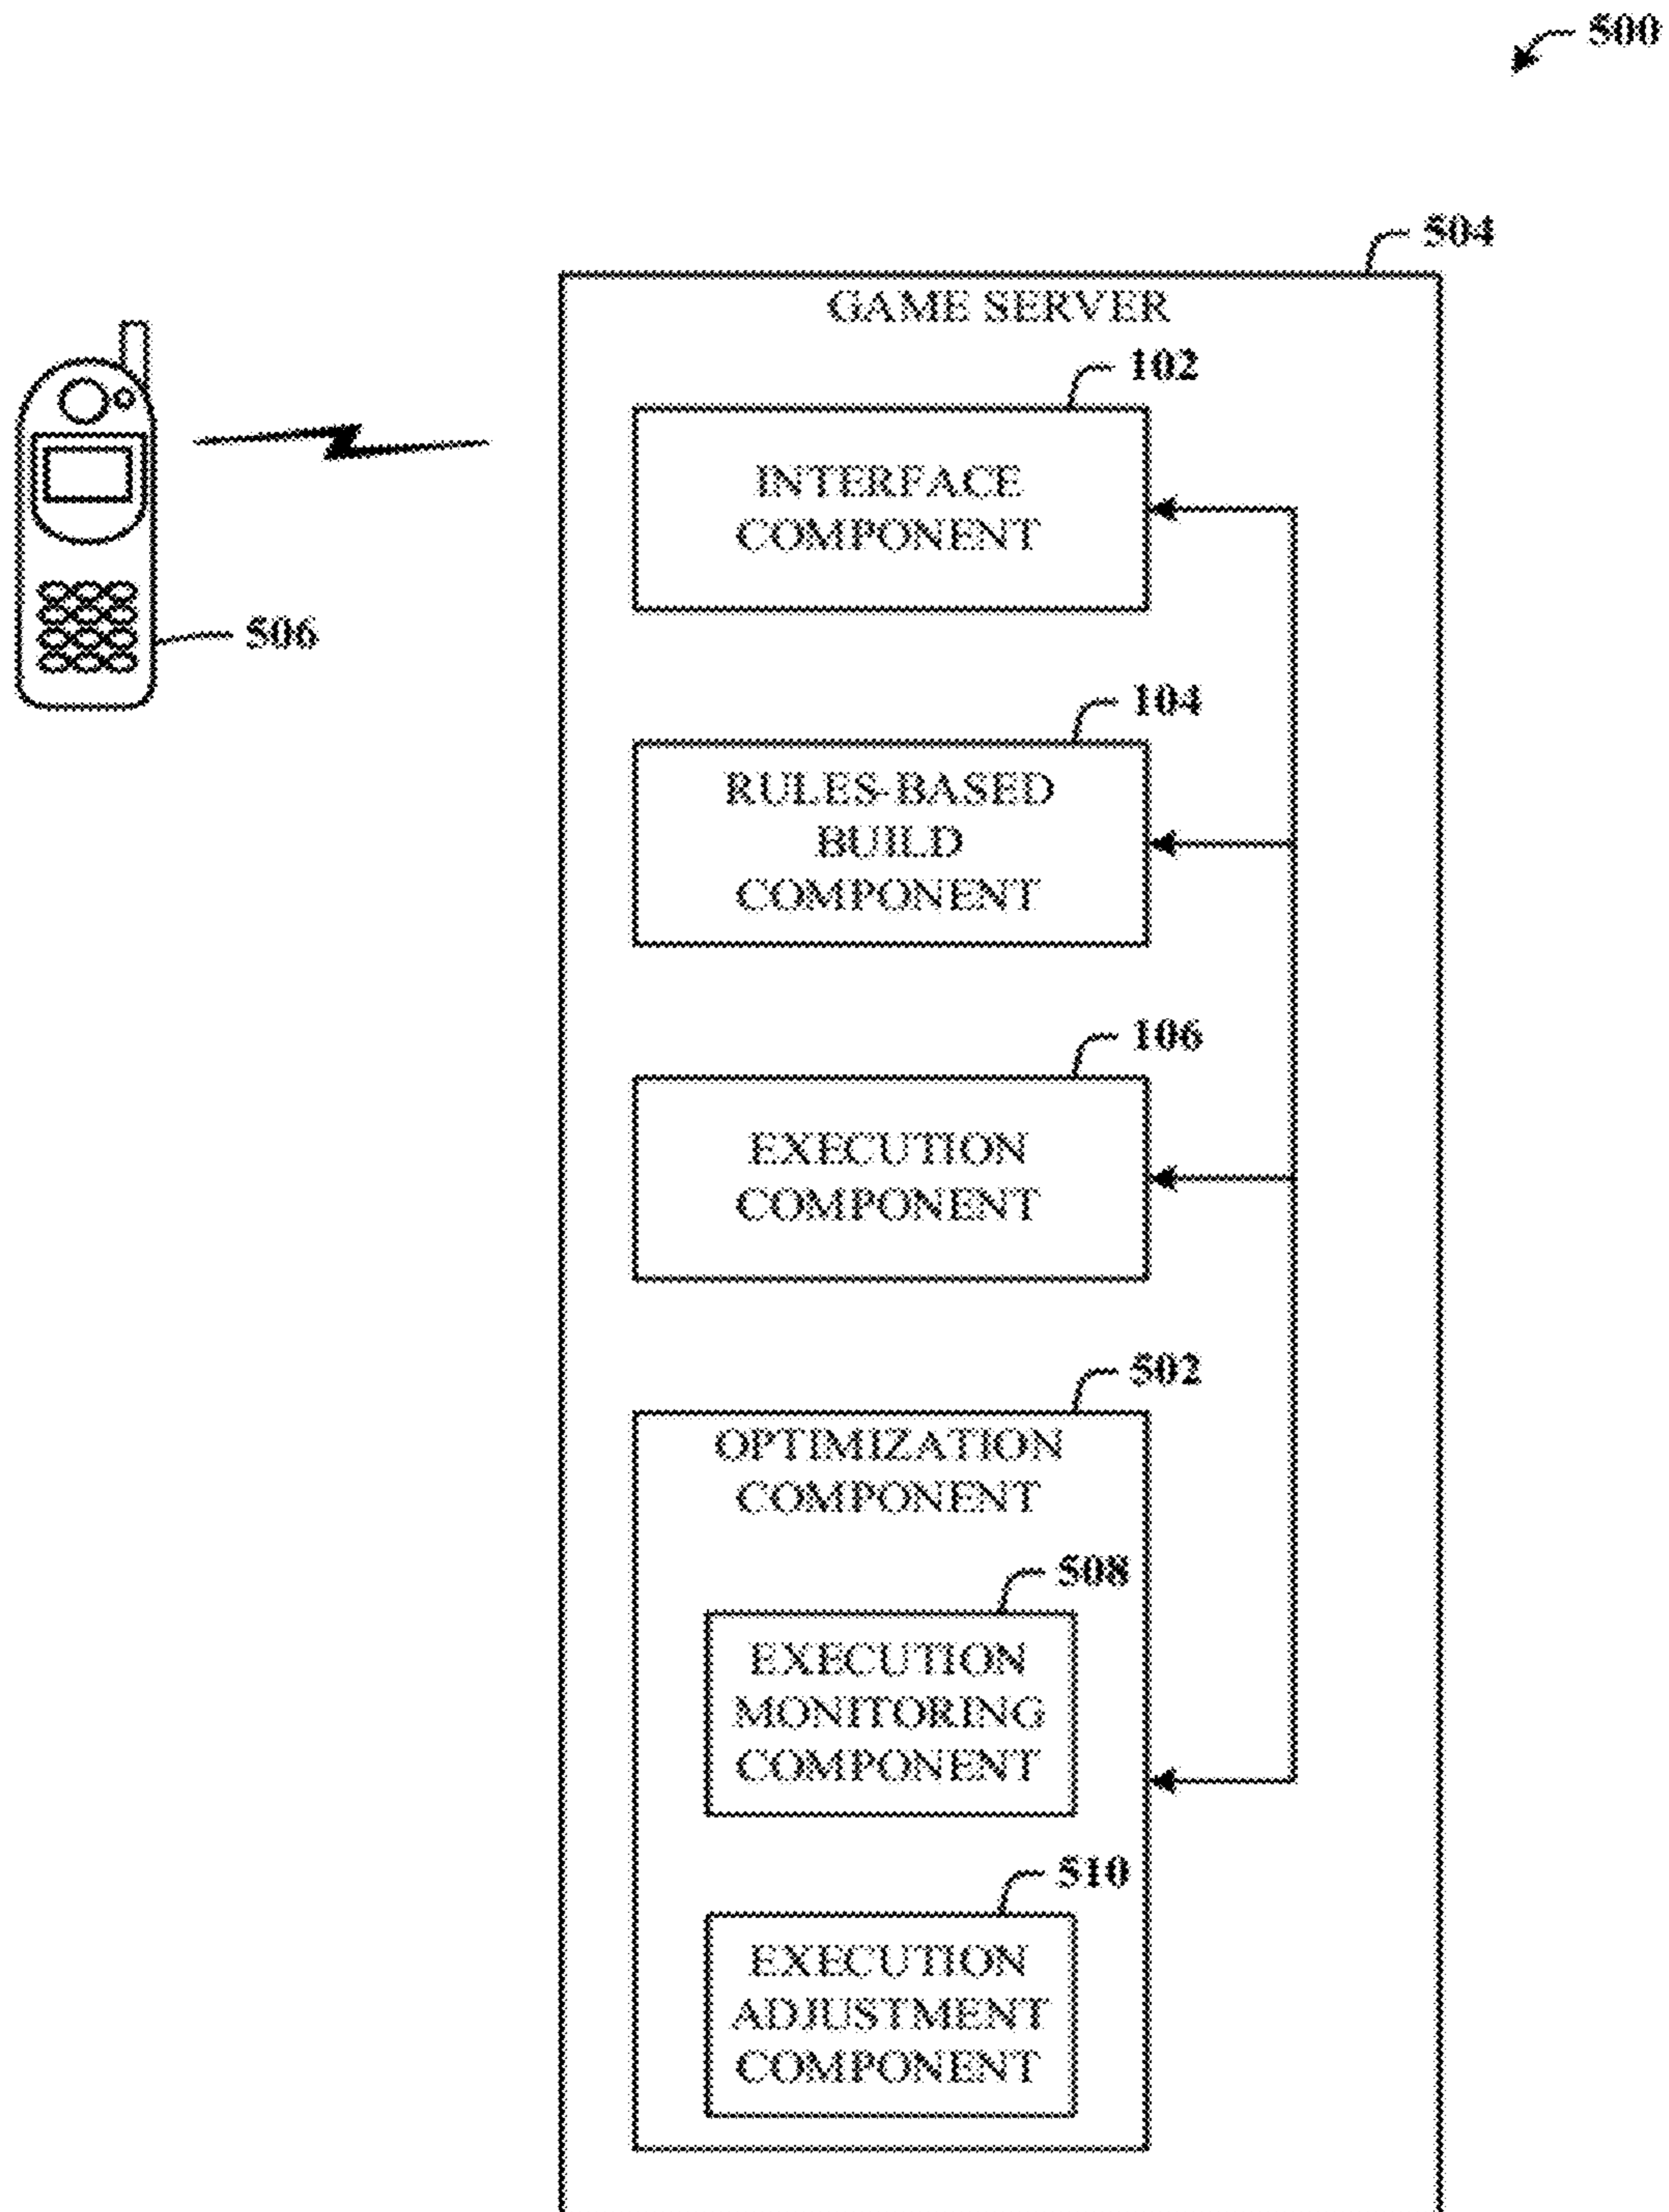 500
504
GAME SERVER
102
INTERFACE
COMPONENT
506
104
RULES-BASED
BUILD
COMPONENT
106
EXECUTION
COMPONENT
502
OPTIMIZATION
COMPONENT
508
EXECUTION
MONITORING
COMPONENT
510
EXECUTION
ADJUSTMENT
COMPONENT